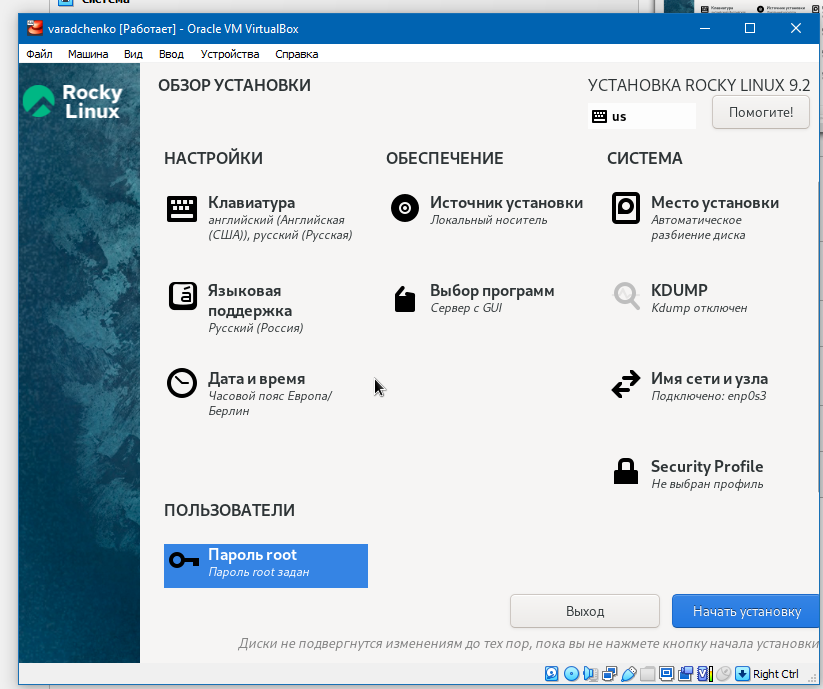 Система
varadchenko [Работает] - Oracle VM VirtualBox
Файл Машина Вид Ввод Устройства Справка
Rocky
Linux
ОБЗОР УСТАНОВКИ
УСТАНОВКА ROCKY LINUX 9.2
us
Помогите!
НАСТРОЙКИ
Клавиатура
английский (Английская
(США)), русский (Русская)
Языковая
поддержка
Русский (Россия)
Дата и время
Часовой пояс Европа/
Берлин
ОБЕСПЕЧЕНИЕ
Источник установки
Локальный носитель
Выбор программ
Сервер с GUI
СИСТЕМА
Место установки
Автоматическое
разбиение диска
KDUMP
Kdump отключен
Имя сети и узла
Подключено: enp0s3
Security Profile
Не выбран профиль
ПОЛЬЗОВАТЕЛИ
Пароль root
Пароль root задан
Выход
Начать установку
Диски не подвергнутся изменениям до тех пор, пока вы не нажмете кнопку начала установки
Right Ctrl